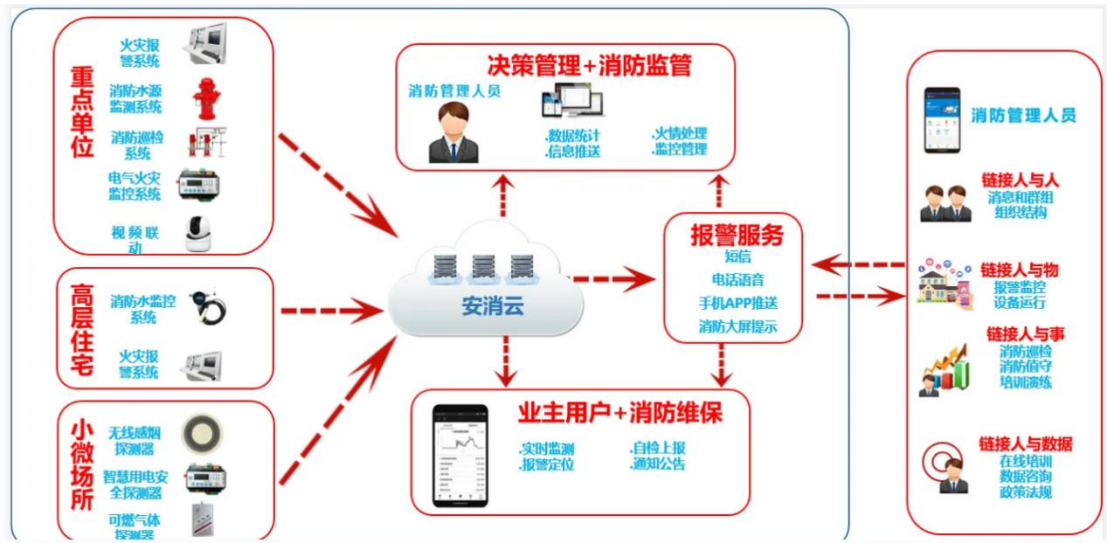 重点单位
火灾报
警系统
消防水源
监测系统
消防巡检
系统
电气火灾
监控系统
视频联
动
高层住宅
消防水监控
系统
火灾报
警系统
小微场所
无线感烟
探测器
智慧用电安
全探测器
可燃气体
探测器
决策管理+消防监管
消防管理人员
.数据统计
.信息推送
.火情处理
.监控管理
安消云
报警服务
短信
电话语音
手机APP推送
消防大屏提示
业主用户+消防维保
.实时监测
.报警定位
.自检上报
.通知公告
消防管理人员
链接人与人
消息和群组
组织结构
链接人与物
报警监控
设备运行
链接人与事
消防巡检
消防值守
培训演练
链接人与数据
在线培训
数据咨询
政策法规